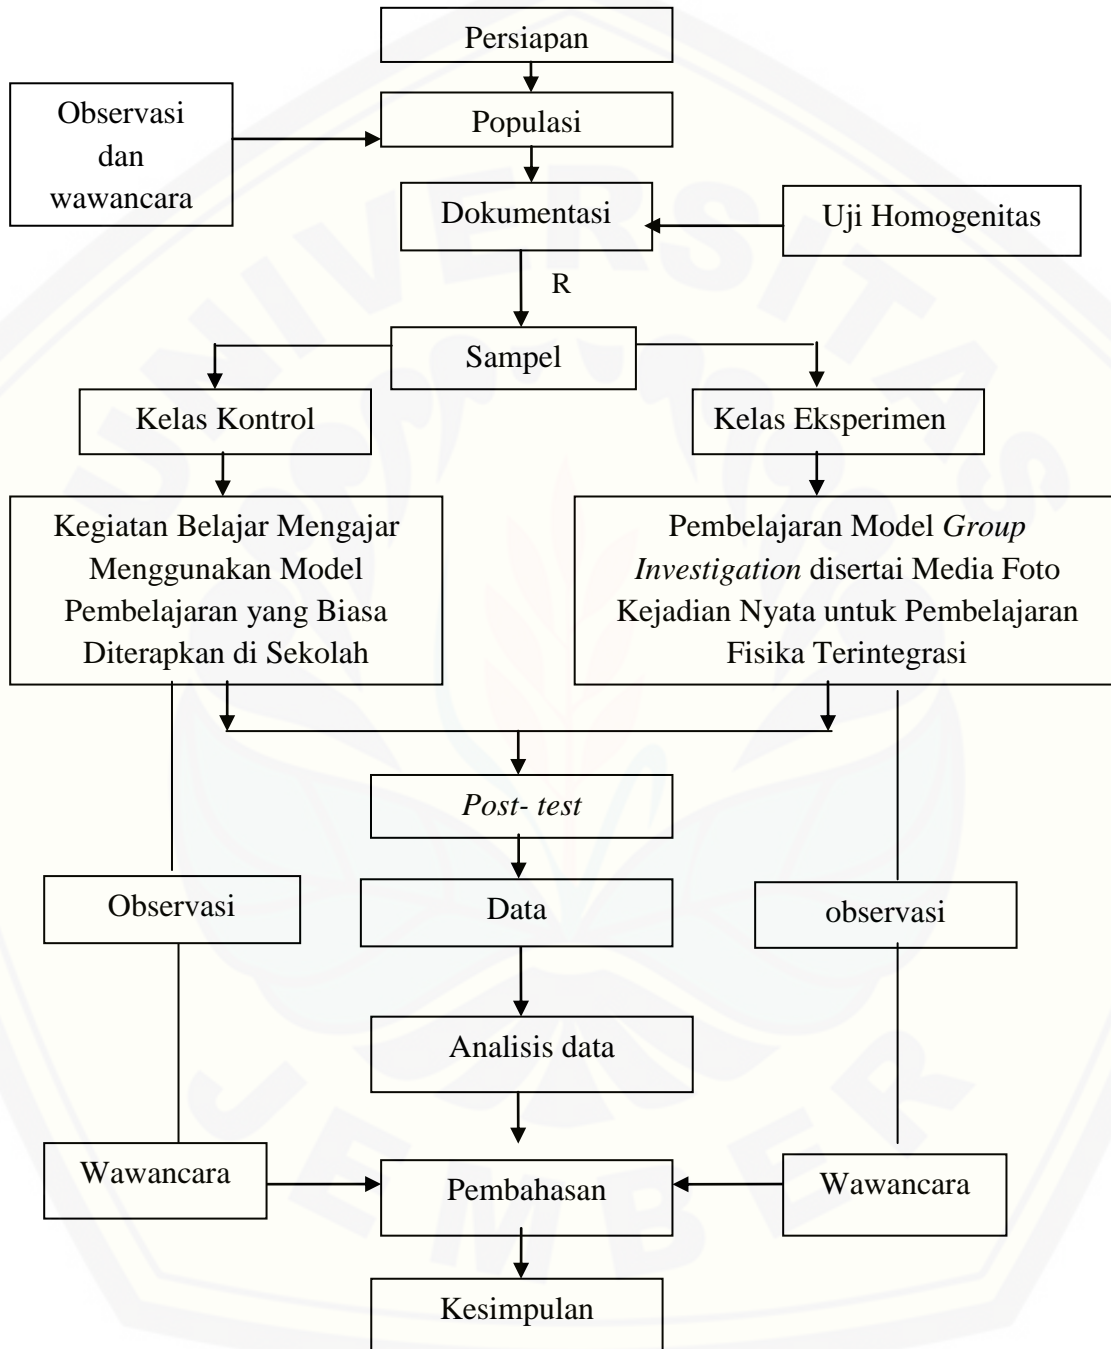 Persiapan
Observasi
dan
wawancara
Populasi
Dokumentasi
Uji Homogenitas
R
Sampel
Kelas Kontrol
Kelas Eksperimen
Kegiatan Belajar Mengajar
Menggunakan Model
Pembelajaran yang Biasa
Diterapkan di Sekolah
Pembelajaran Model Group
Investigation disertai Media Foto
Kejadian Nyata untuk Pembelajaran
Fisika Terintegrasi
Post- test
Observasi
Data
observasi
Analisis data
Wawancara
Pembahasan
Wawancara
Kesimpulan
UNIVERSITAS
JEMBER